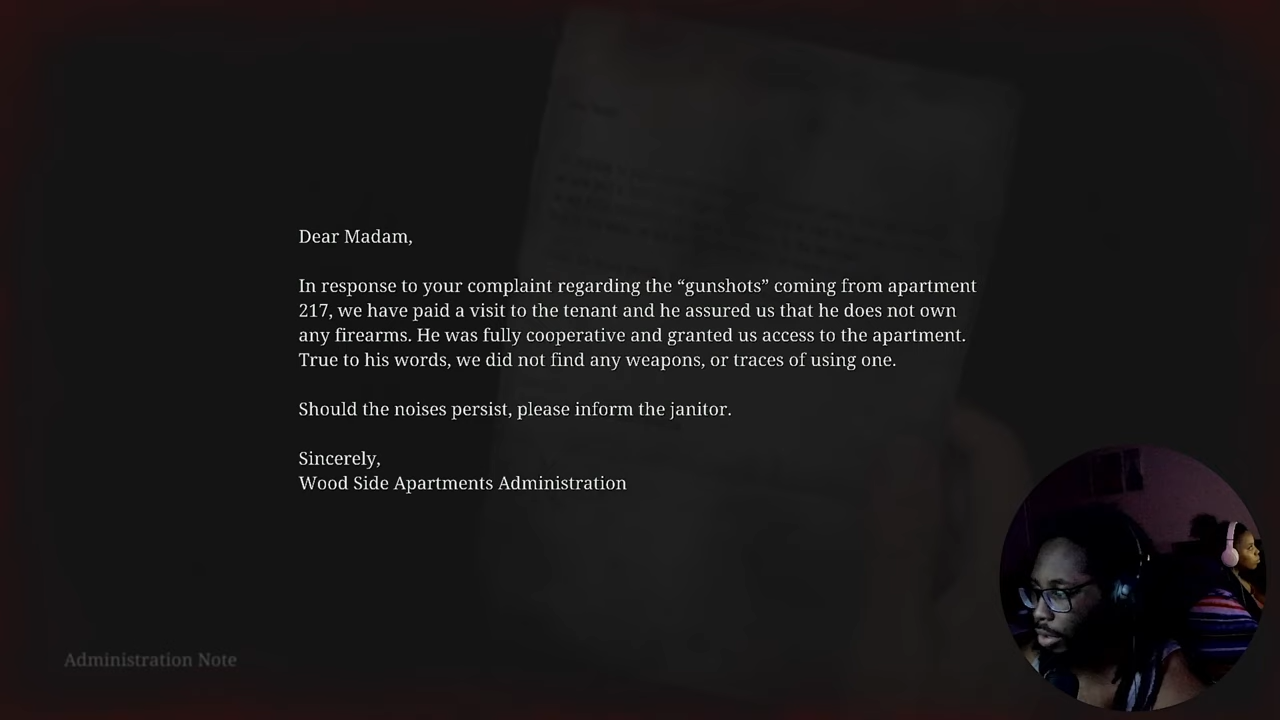 Dear Madam,
In response to your complaint regarding the “gunshots” coming from apartment
217, we have paid a visit to the tenant and he assured us that he does not own
any firearms. He was fully cooperative and granted us access to the apartment.
True to his words, we did not find any weapons, or traces of using one.
Should the noises persist, please inform the janitor.
Sincerely,
Wood Side Apartments Administration
Administration Note